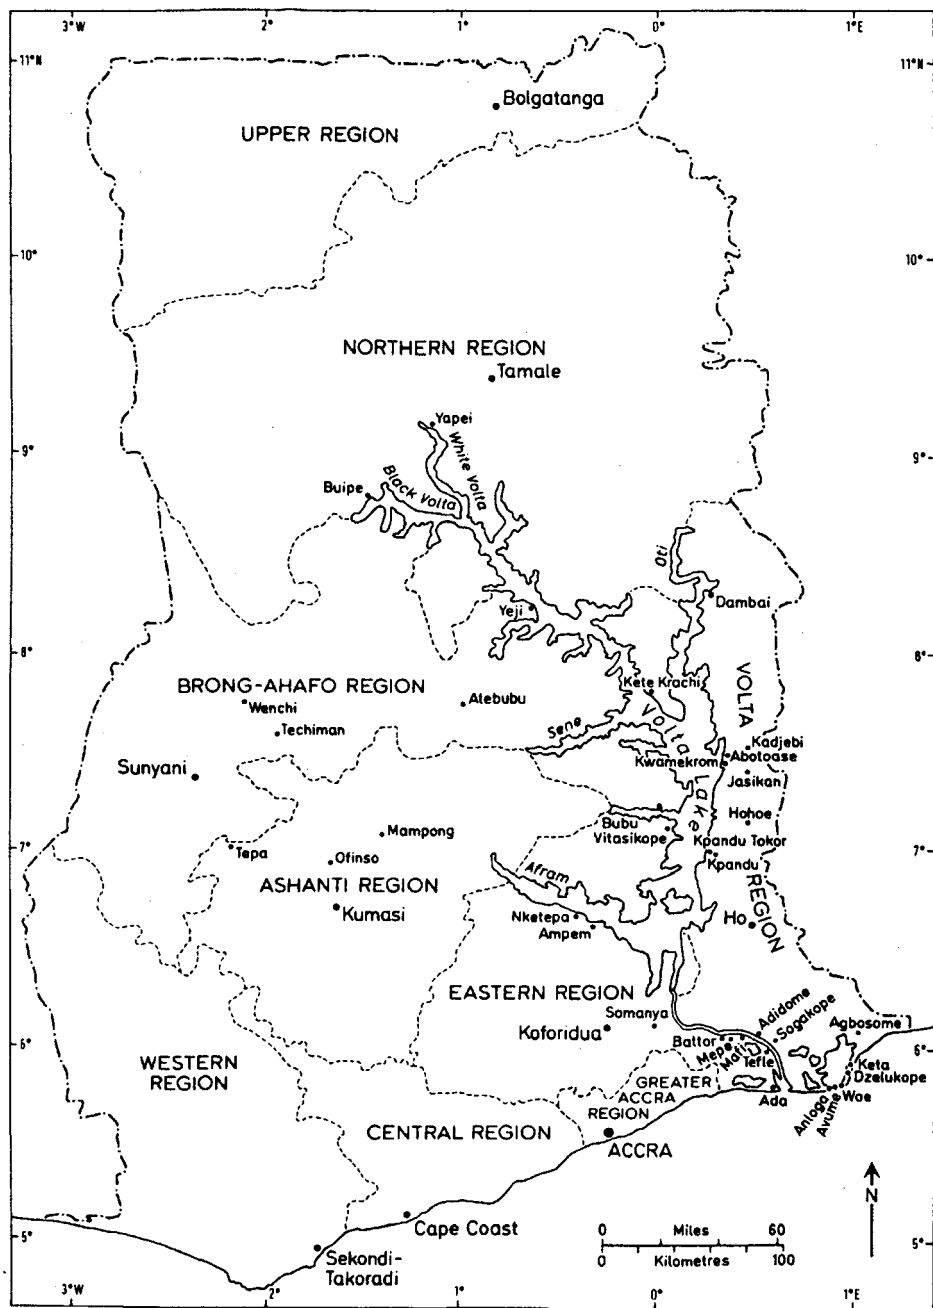 3°W 2° 1° 0° 1°E
11°N 11°N
Bolgatanga
UPPER REGION
10° 10°
NORTHERN REGION
Tamale
Yapei
White Volta
9° 9°
Black Volta
Buipe
Oti
Dambai
Yeji
8° 8°
VOLTA
REGION
Kete Krachi
BRONG-AHAFO REGION
Wenchi
Atebubu
Techiman
Sene
Volta Lake
Kadjebi
Abotoase
Kwamekrom
Jasikan
Sunyani
Hohoe
Bubu
Vitasikope
Mampong
Kpandu Tokor
7° 7°
Tepa
Ofinso
Kpandu
Afram
ASHANTI REGION
Kumasi
Nketepa
Ampem
Ho
EASTERN REGION
Somanya
Koforidua
Adidome
Sogakope
Agbosome
Battor
Mepe
Mafi
Tefle
6° 6°
WESTERN
REGION
Keta
Dzelukope
GREATER
ACCRA
REGION
Ada
Anloga
Avume
Wae
CENTRAL REGION
ACCRA
N
Cape Coast
0 Miles 60
0 Kilometres 100
5° 5°
Sekondi-
Takoradi
3°W 2° 1° 0° 1°E